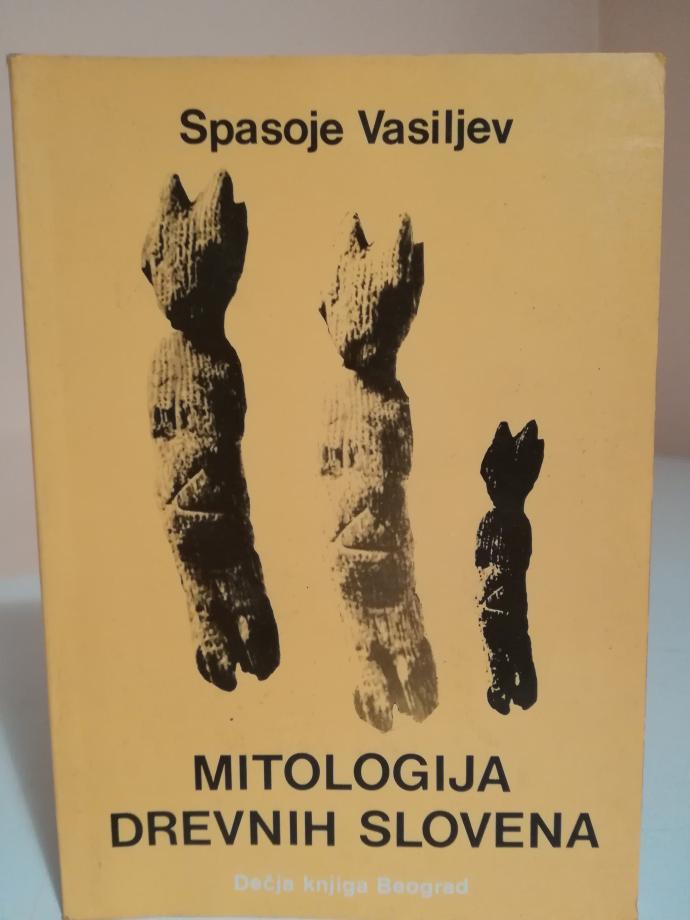 Spasoje Vasiljev
MITOLOGIJA
DREVNIH SLOVENA
Dečja knjiga Beograd